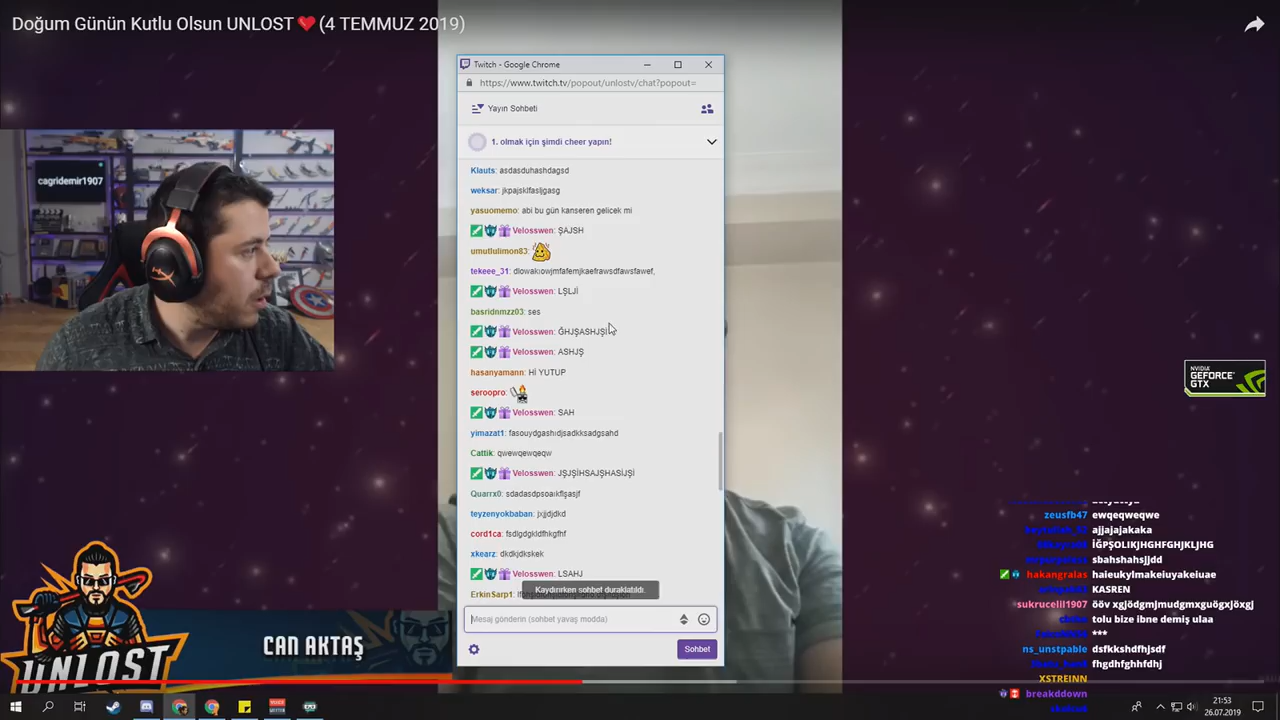 Doğum Günün Kutlu Olsun UNLOST ❤ (4 TEMMUZ 2019)
Twitch - Google Chrome
https://www.twitch.tv/popout/unlostv/chat?popout=
Yayın Sohbeti
1. olmak için şimdi cheer yapın!
Klauts: asdasduhashdagsd
weksar: jkpajsklfasljgasg
yasuomemo: abi bu gün kanseren gelicek mi
Velosswen: ŞAJSH
umutlulimon83:
tekeee_31: dlowakıowjmfafemjkaefrawsdfawsfawef,
Velosswen: LŞLJİ
basridnmzz03: ses
Velosswen: ĞHJŞASHJŞİ
Velosswen: ASHJŞ
hasanyamann: Hİ YUTUP
seroopro:
Velosswen: SAH
yimazat1: fasouydgashıdjsadkksadgsahd
Cattik: qwewqewqeqw
Velosswen: JŞJŞİHSAJŞHASİJŞİ
Quarrx0: sdadasdpsoaıkflşasjf
teyzenyokbaban: jxjjdjdkd
cord1ca: fsdlgdgkldfhkgfhf
xkearz: dkdkjdkskek
Velosswen: LSAHJ
Kaydırırken sohbet duraklatıldı.
ErkinSarp1:
Mesaj gönderin (sohbet yavaş modda)
Sohbet
cagridemir1907
NVIDIA
GEFORCE
GTX
zeusfb47 ewqeqweqwe
ajjajajakaka
İĞPŞOLIKJHGHFGHJKLJHG
sbahshahsjjdd
hakangralas haleukylmakeluyakeluae
KASREN
sukrucelil1907 ööv xgjödgmjmudgmxguögxjöxgj
tolu bize lone demiş ulaa
***
ns_unstpable dsfkkshdfhjsdf
fhgdhfghhfdhj
XSTREINN
breakddown
UNLOST
CAN AKTAŞ
21:53
26.07.2019